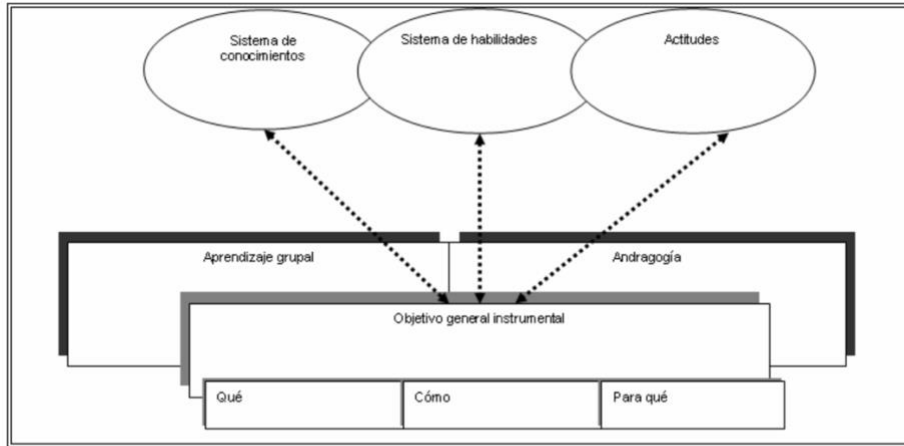 Sistema de
conocimientos
Sistema de habilidades
Actitudes
Aprendizaje grupal
Andragogía
Objetivo general instrumental
Qué
Cómo
Para qué